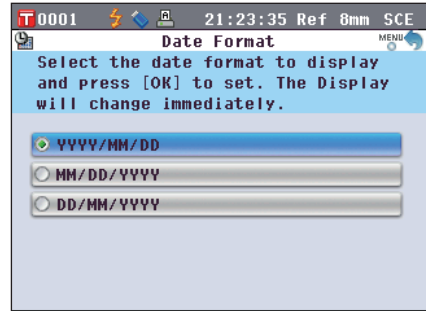 T 0001 21:23:35 Ref 8mm SCE
Date Format MENU
Select the date format to display
and press [OK] to set. The Display
will change immediately.
YYYY/MM/DD
MM/DD/YYYY
DD/MM/YYYY